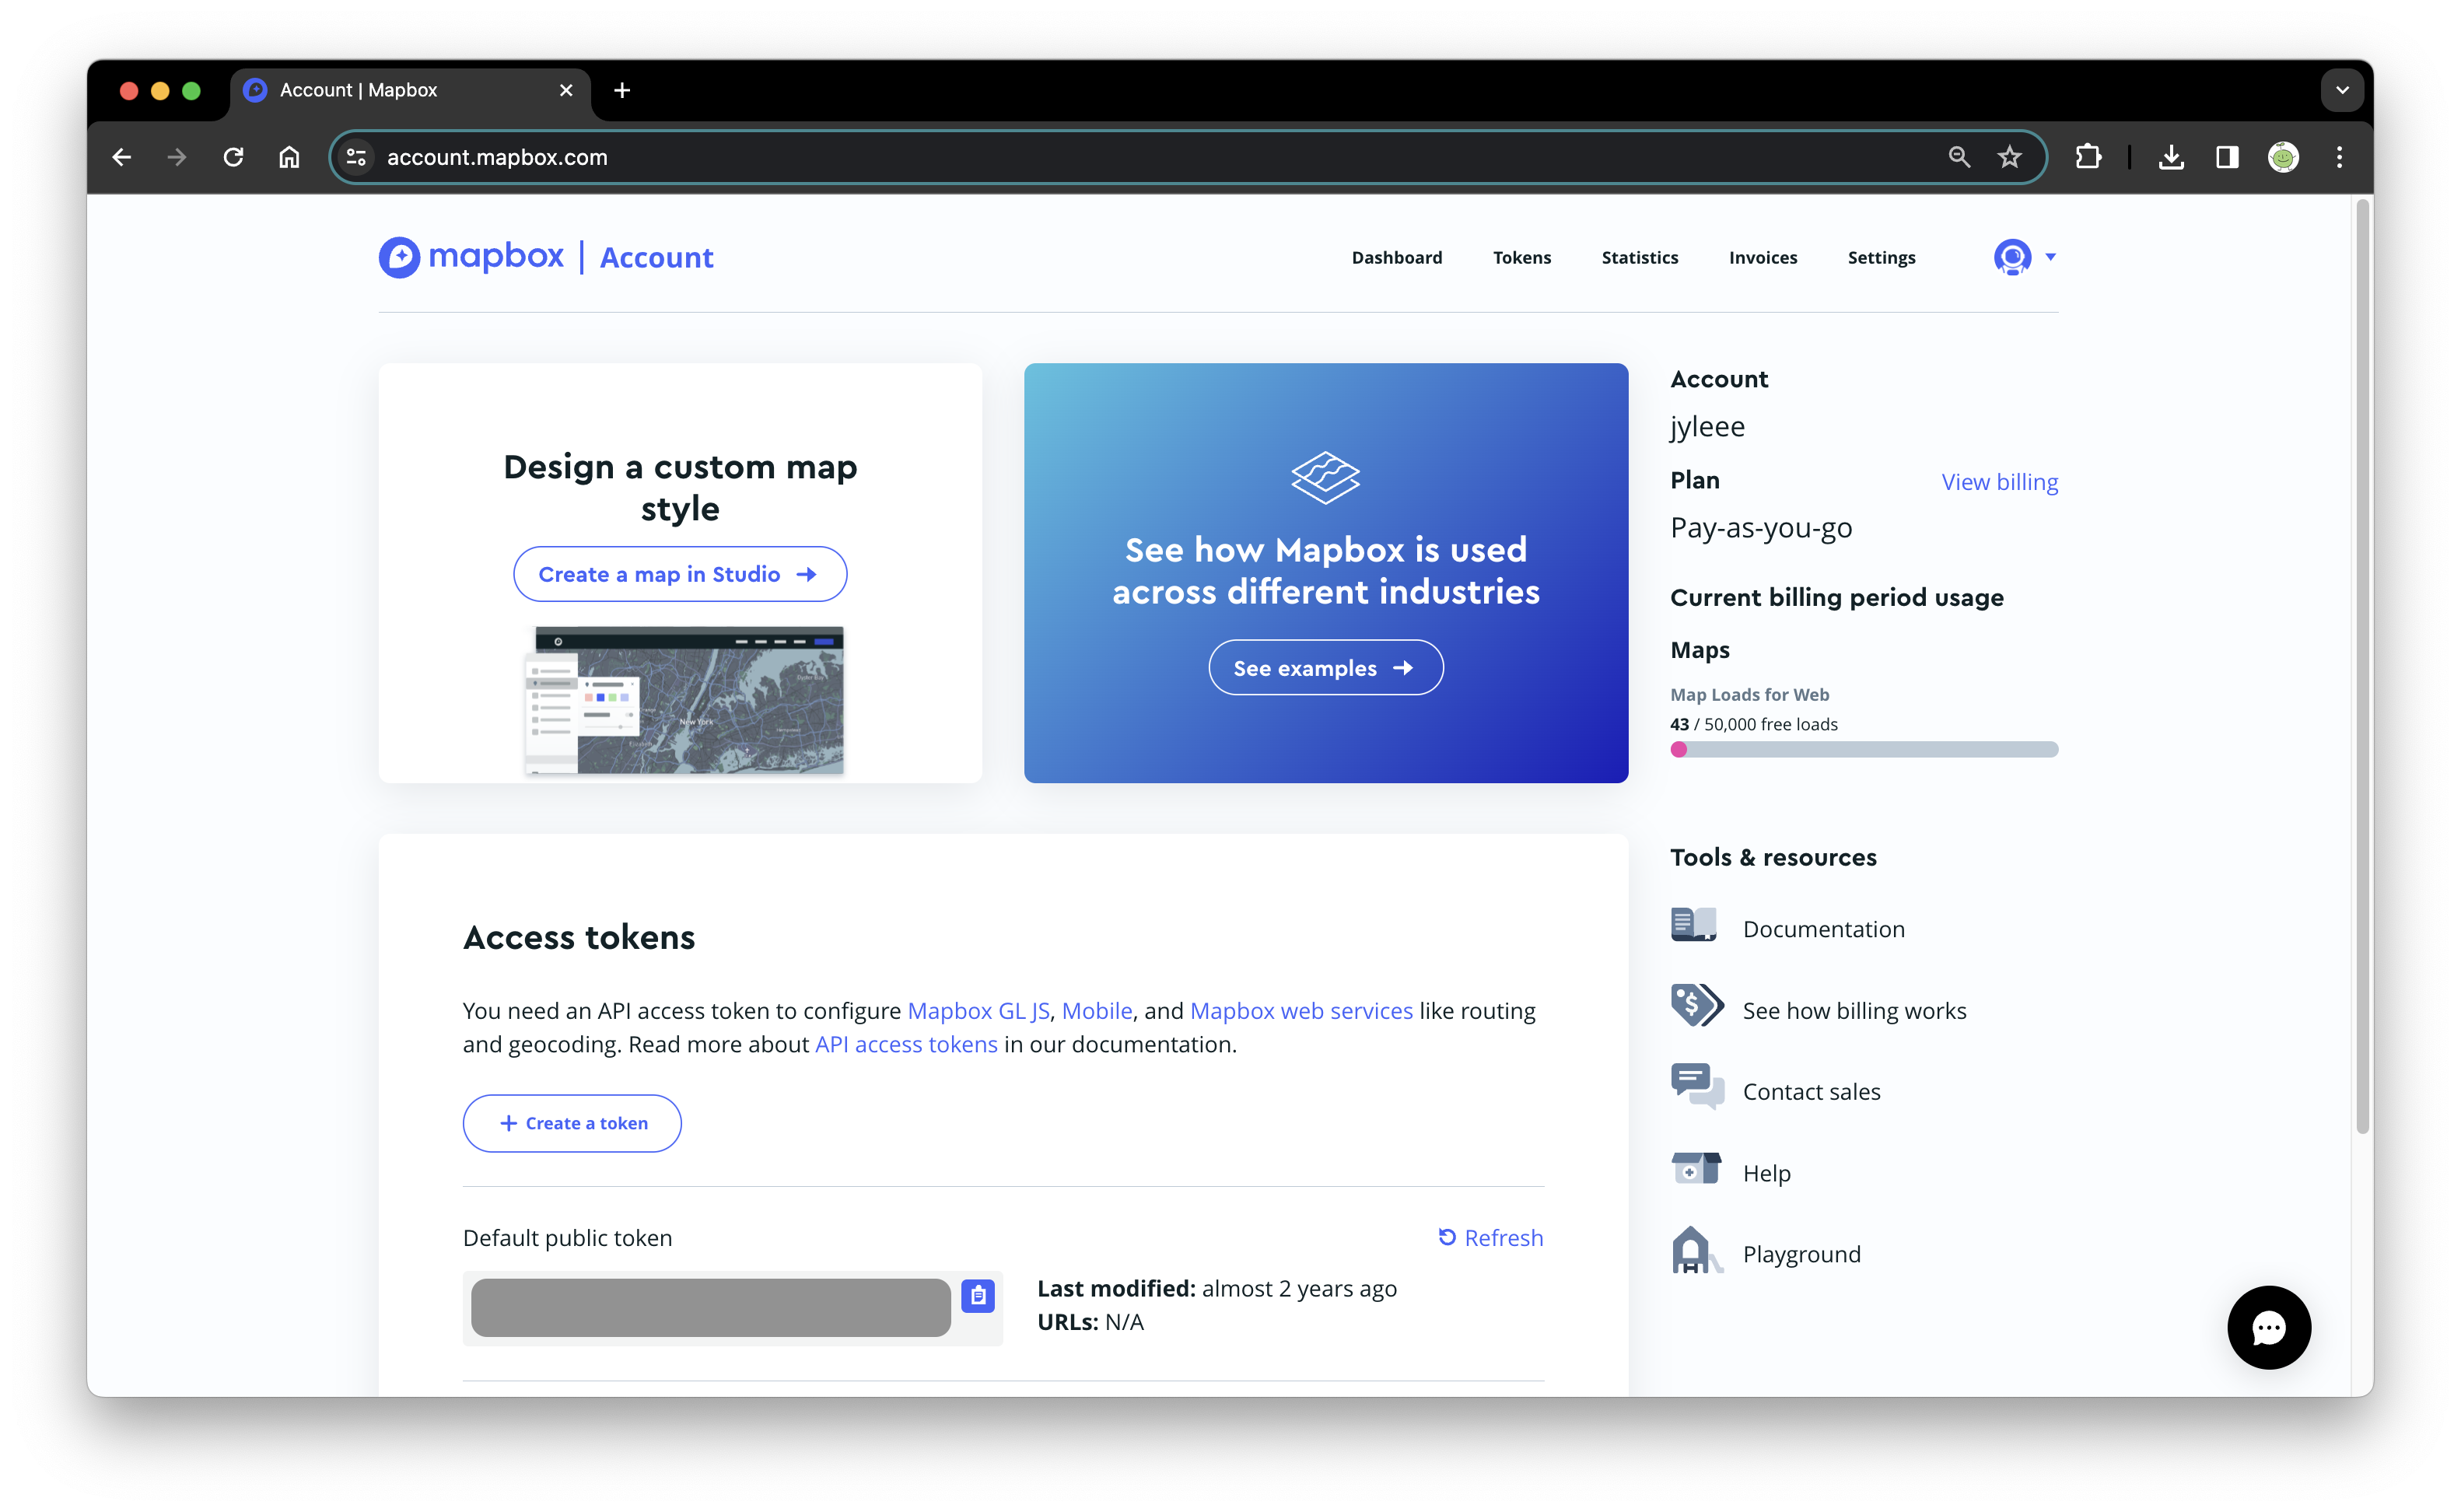 Account | Mapbox
account.mapbox.com
mapbox | Account
Dashboard
Tokens
Statistics
Invoices
Settings
Design a custom map
style
Create a map in Studio
New York
See how Mapbox is used
across different industries
See examples
Account
jyleee
Plan
View billing
Pay-as-you-go
Current billing period usage
Maps
Map Loads for Web
43 / 50,000 free loads
Access tokens
You need an API access token to configure Mapbox GL JS, Mobile, and Mapbox web services like routing
and geocoding. Read more about API access tokens in our documentation.
Create a token
Default public token
Refresh
Last modified: almost 2 years ago
URLs: N/A
Tools & resources
Documentation
See how billing works
Contact sales
Help
Playground